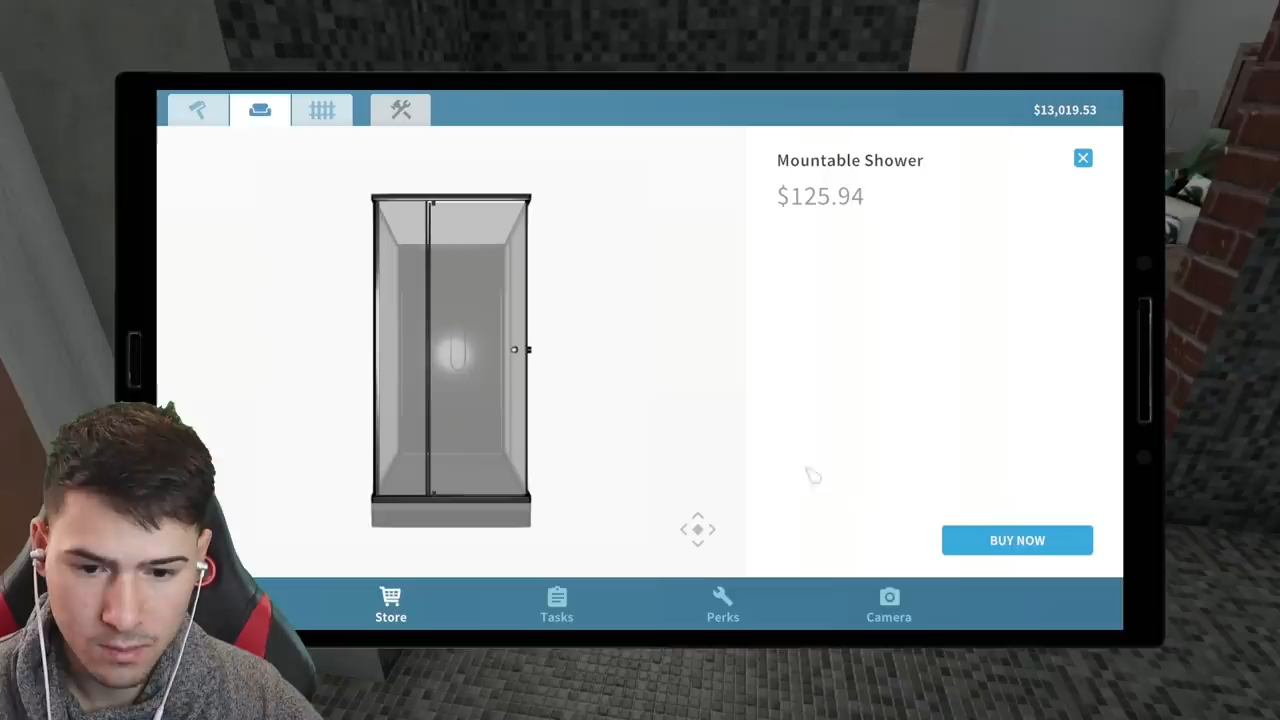 $13,019.53
Mountable Shower
$125.94
BUY NOW
Store
Tasks
Perks
Camera